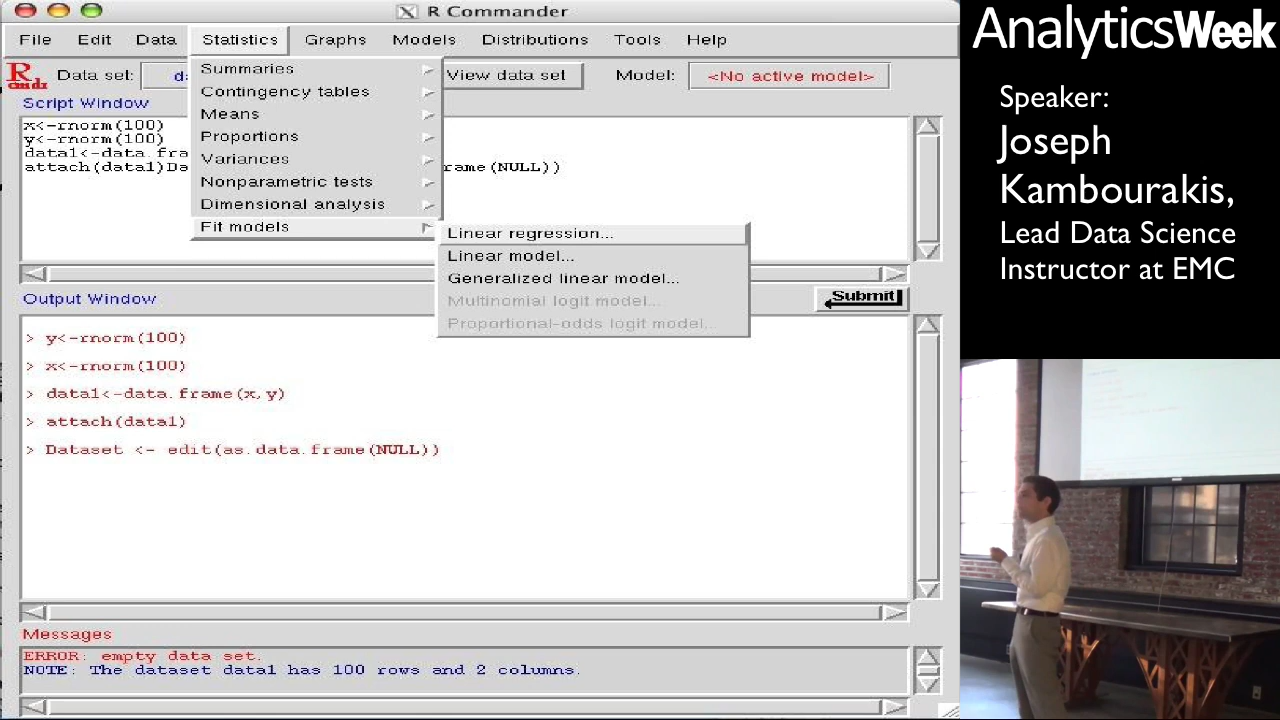 R Commander
File Edit Data Statistics Graphs Models Distributions Tools Help
R
cmdr
Data set:
View data set
Model:
<No active model>
Summaries
Contingency tables
Means
Proportions
Variances
Nonparametric tests
Dimensional analysis
Fit models
Linear regression...
Linear model...
Generalized linear model...
Multinomial logit model...
Proportional-odds logit model...
Script Window
x<-rnorm(100)
y<-rnorm(100)
data1<-data.fra
attach(data1)Da
rame(NULL))
Output Window
Submit
> y<-rnorm(100)
> x<-rnorm(100)
> data1<-data.frame(x,y)
> attach(data1)
> Dataset <- edit(as.data.frame(NULL))
Messages
ERROR: empty data set.
NOTE: The dataset data1 has 100 rows and 2 columns.
AnalyticsWeek
Speaker:
Joseph
Kambourakis,
Lead Data Science
Instructor at EMC